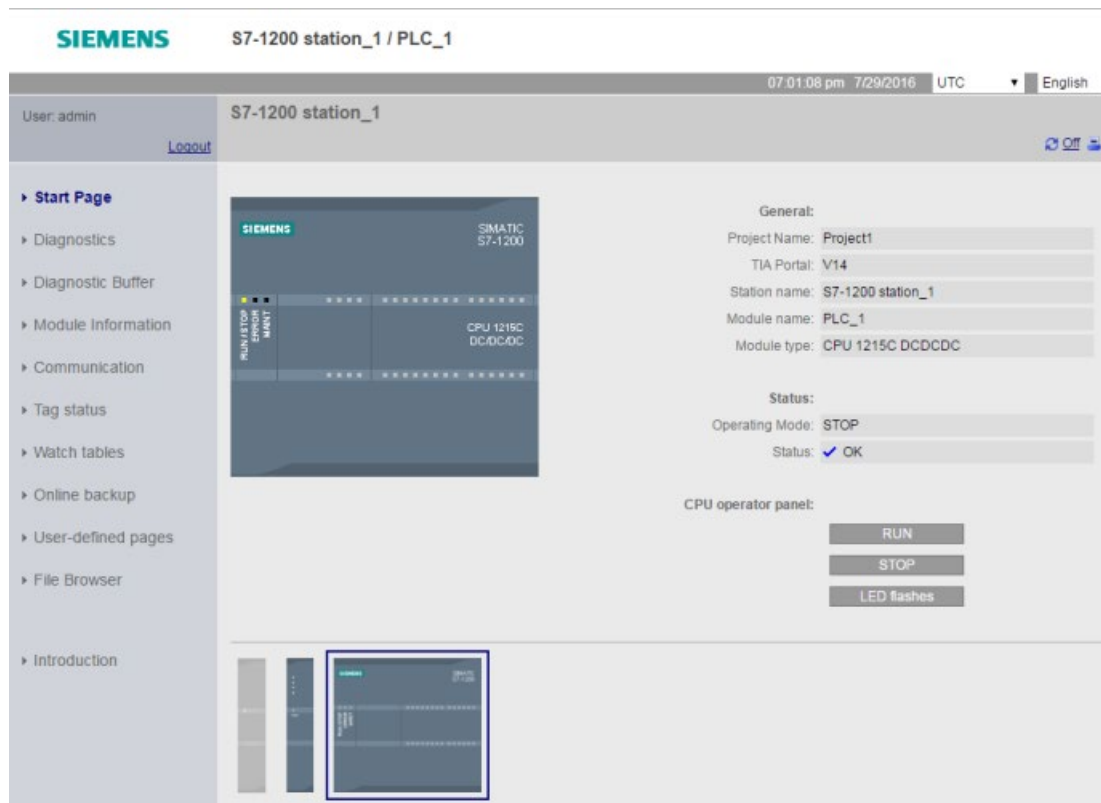 SIEMENS S7-1200 station_1 / PLC_1
07:01:08 pm 7/29/2016 UTC English
User: admin S7-1200 station_1
Logout Off
Start Page
Diagnostics
Diagnostic Buffer
Module Information
Communication
Tag status
Watch tables
Online backup
User-defined pages
File Browser
Introduction
SIEMENS SIMATIC
S7-1200
RUN / STOP
ERROR
MAINT
CPU 1215C
DC/DC/DC
General:
Project Name: Project1
TIA Portal: V14
Station name: S7-1200 station_1
Module name: PLC_1
Module type: CPU 1215C DCDCDC
Status:
Operating Mode: STOP
Status: OK
CPU operator panel:
RUN
STOP
LED flashes
SIEMENS SIMATIC
S7-1200